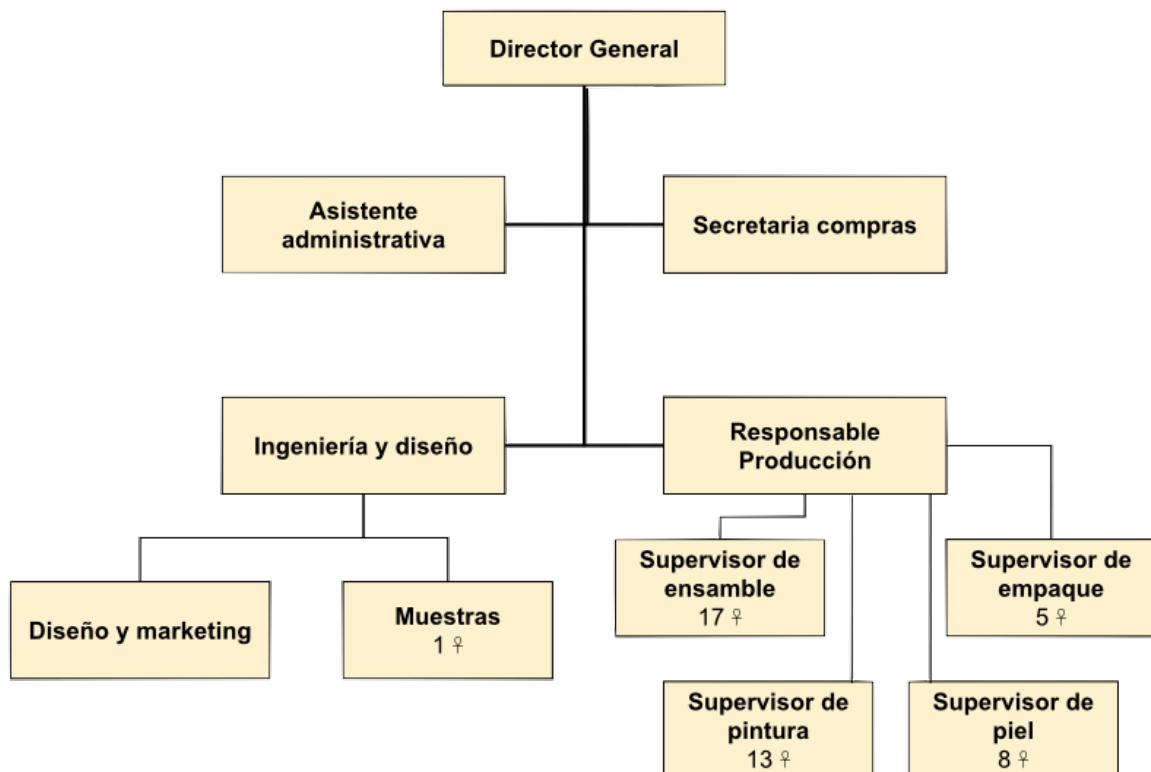 Director General
Asistente
administrativa
Secretaria compras
Ingeniería y diseño
Responsable
Producción
Diseño y marketing
Muestras
1 ♀
Supervisor de
ensamble
17 ♀
Supervisor de
empaque
5 ♀
Supervisor de
pintura
13 ♀
Supervisor de
piel
8 ♀